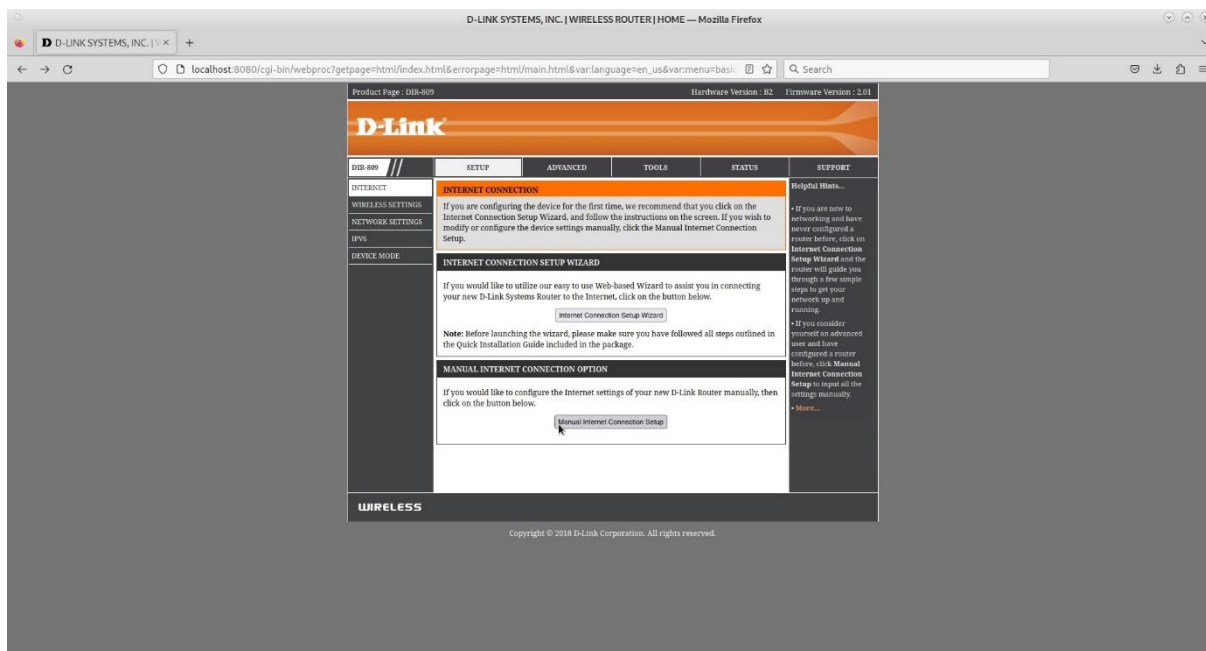 D-LINK SYSTEMS, INC. | WIRELESS ROUTER | HOME — Mozilla Firefox
D D-LINK SYSTEMS, INC. |
localhost:8080/cgi-bin/webproc?getpage=html/index.html&errorpage=html/main.html&var:language=en_us&var:menu=basic
Search
Product Page : DIR-809 Hardware Version : B2 Firmware Version : 2.01
D-Link
DIR-809 SETUP ADVANCED TOOLS STATUS SUPPORT
INTERNET
WIRELESS SETTINGS
NETWORK SETTINGS
IPV6
DEVICE MODE
INTERNET CONNECTION
If you are configuring the device for the first time, we recommend that you click on the
Internet Connection Setup Wizard, and follow the instructions on the screen. If you wish to
modify or configure the device settings manually, click the Manual Internet Connection
Setup.
INTERNET CONNECTION SETUP WIZARD
If you would like to utilize our easy to use Web-based Wizard to assist you in connecting
your new D-Link Systems Router to the Internet, click on the button below.
Internet Connection Setup Wizard
Note: Before launching the wizard, please make sure you have followed all steps outlined in
the Quick Installation Guide included in the package.
MANUAL INTERNET CONNECTION OPTION
If you would like to configure the Internet settings of your new D-Link Router manually, then
click on the button below.
Manual Internet Connection Setup
Helpful Hints...
• If you are new to
networking and have
never configured a
router before, click on
Internet Connection
Setup Wizard and the
router will guide you
through a few simple
steps to get your
network up and
running.
• If you consider
yourself an advanced
user and have
configured a router
before, click Manual
Internet Connection
Setup to input all the
settings manually.
• More...
WIRELESS
Copyright © 2018 D-Link Corporation. All rights reserved.